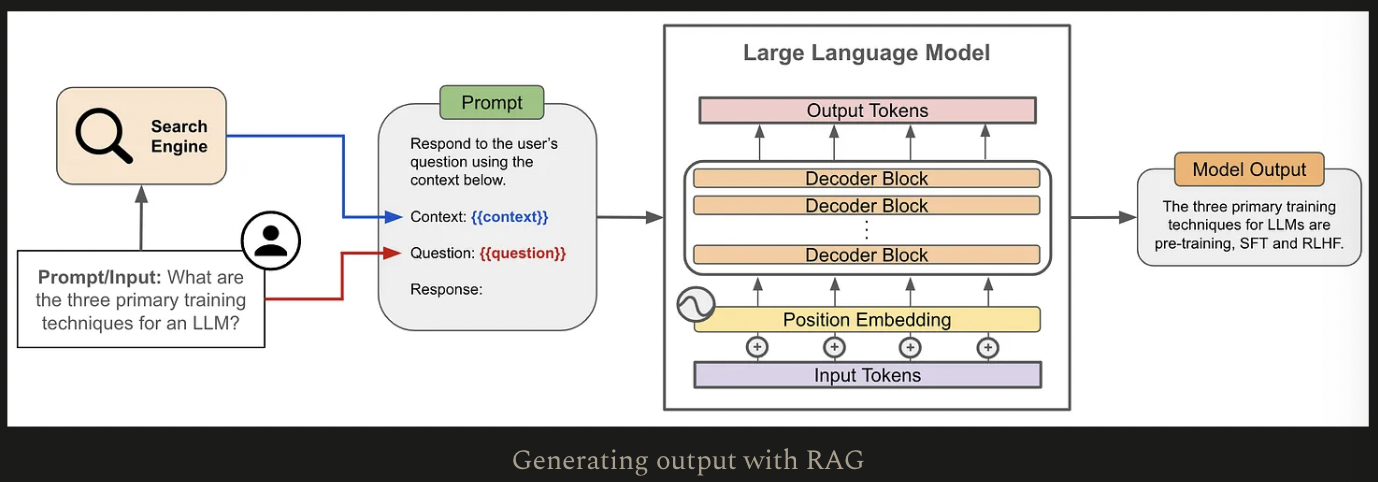 Search
Engine
Prompt/Input: What are
the three primary training
techniques for an LLM?
Prompt
Respond to the user's
question using the
context below.
Context: {{context}}
Question: {{question}}
Response:
Large Language Model
Output Tokens
Decoder Block
Decoder Block
Decoder Block
Position Embedding
Input Tokens
Model Output
The three primary training
techniques for LLMs are
pre-training, SFT and RLHF.
Generating output with RAG